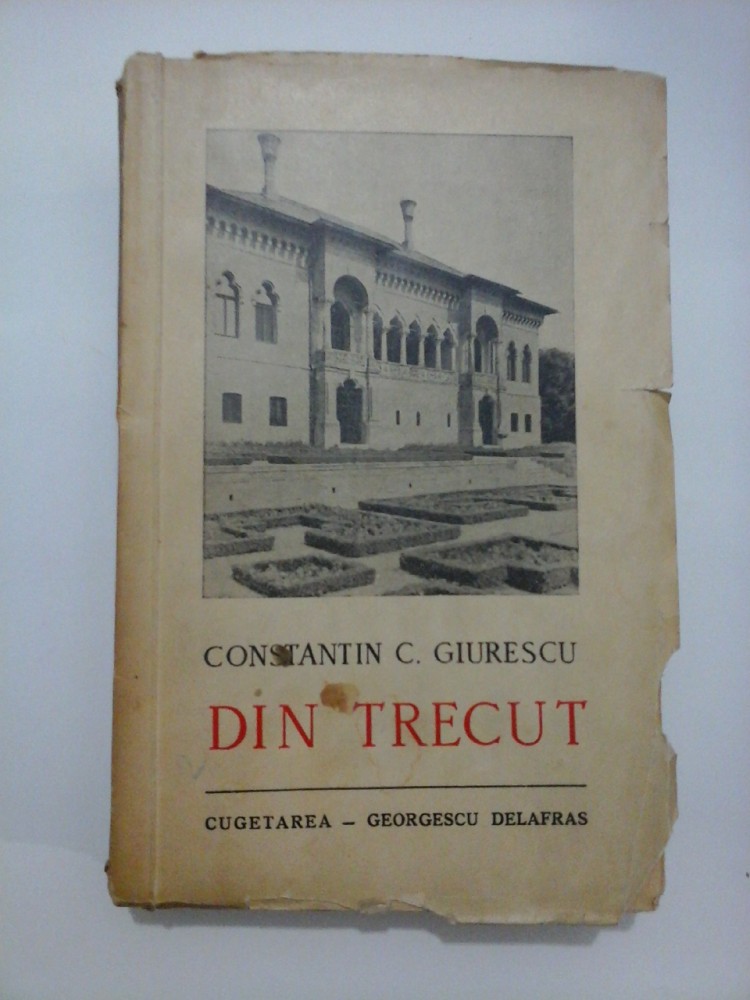 CONSTANTIN C. GIURESCU
DIN TRECUT
CUGETAREA – GEORGESCU DELAFRAS